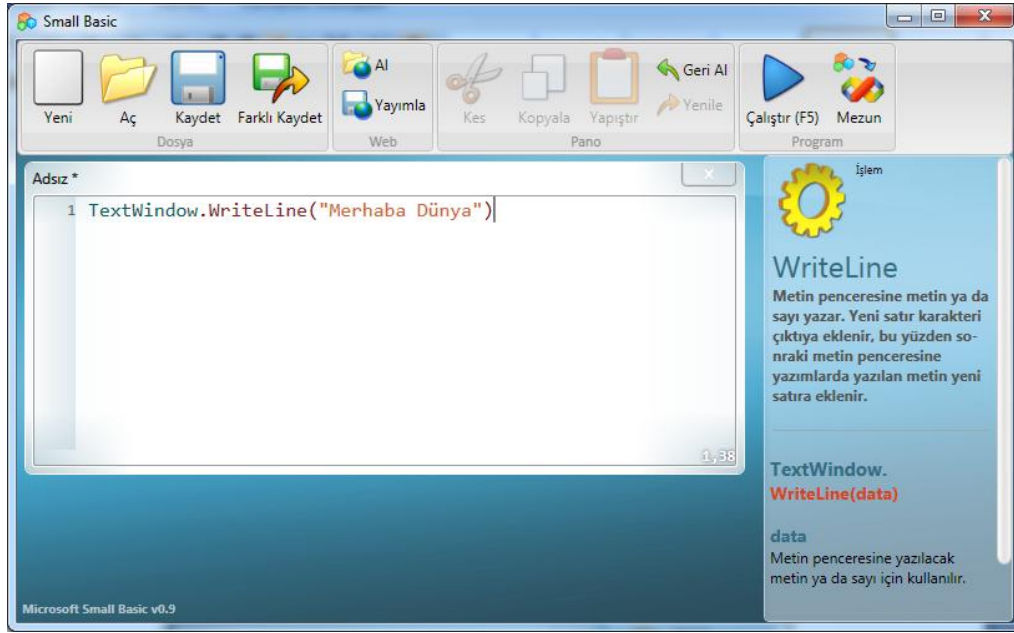 Small Basic
Yeni
Aç
Kaydet
Farklı Kaydet
Dosya
Al
Yayımla
Web
Kes
Kopyala
Yapıştır
Geri Al
Yenile
Pano
Çalıştır (F5)
Mezun
Program
Adsız *
1 TextWindow.WriteLine("Merhaba Dünya")
1,38
İşlem
WriteLine
Metin penceresine metin ya da
sayı yazar. Yeni satır karakteri
çıktıya eklenir, bu yüzden so-
nraki metin penceresine
yazımlarda yazılan metin yeni
satıra eklenir.
TextWindow.
WriteLine(data)
data
Metin penceresine yazılacak
metin ya da sayı için kullanılır.
Microsoft Small Basic v0.9